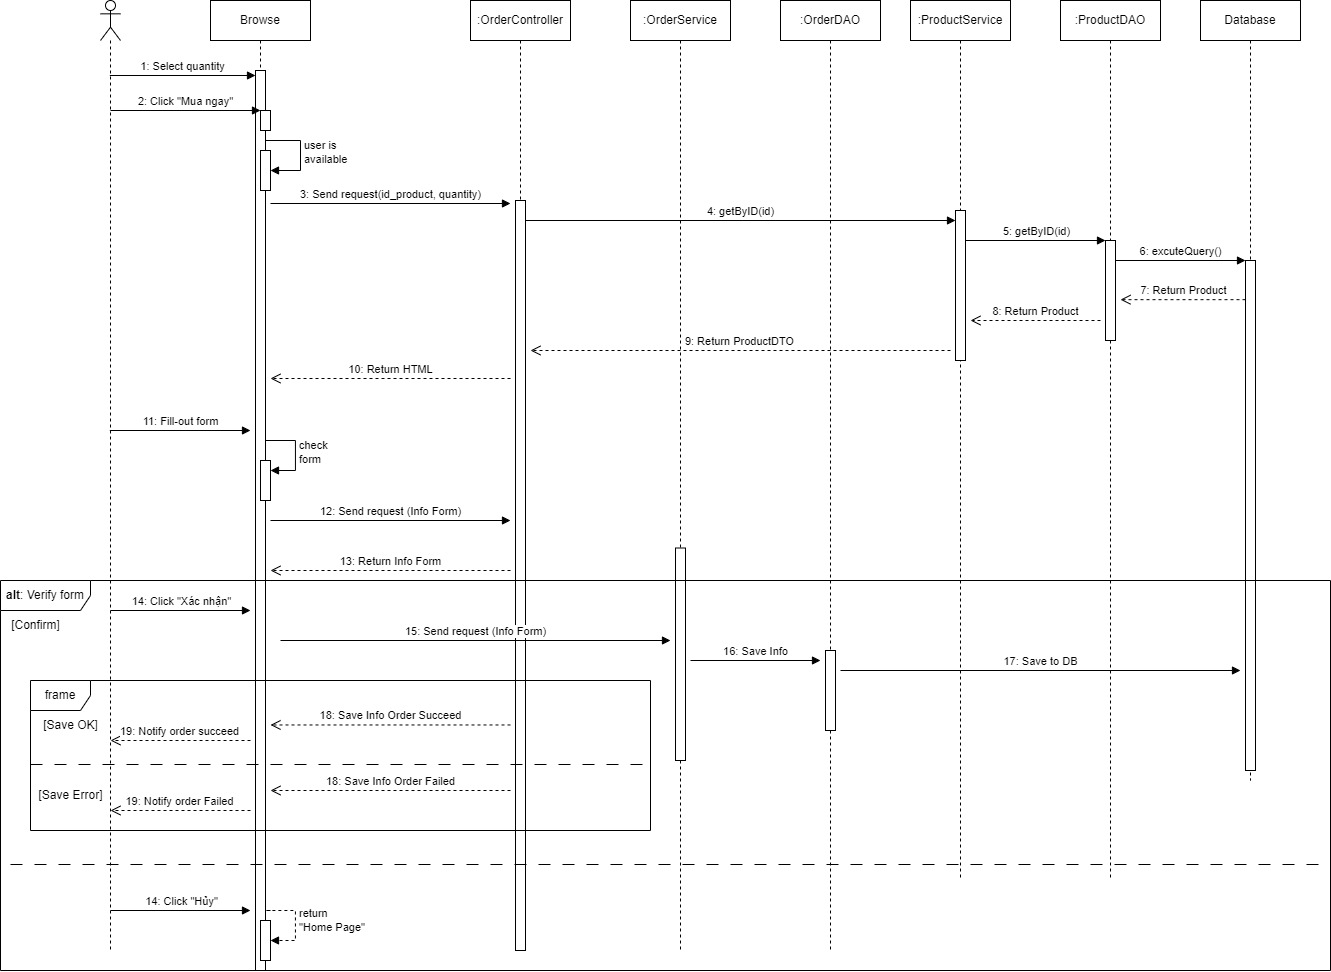 Browse
:OrderController
:OrderService
:OrderDAO
:ProductService
:ProductDAO
Database
1: Select quantity
2: Click "Mua ngay"
user is
available
3: Send request(id_product, quantity)
4: getByID(id)
5: getByID(id)
6: excuteQuery()
7: Return Product
8: Return Product
9: Return ProductDTO
10: Return HTML
11: Fill-out form
check
form
12: Send request (Info Form)
13: Return Info Form
alt: Verify form
14: Click "Xác nhận"
[Confirm]
15: Send request (Info Form)
16: Save Info
17: Save to DB
frame
18: Save Info Order Succeed
[Save OK]
19: Notify order succeed
18: Save Info Order Failed
[Save Error]
19: Notify order Failed
14: Click "Hủy"
return
"Home Page"